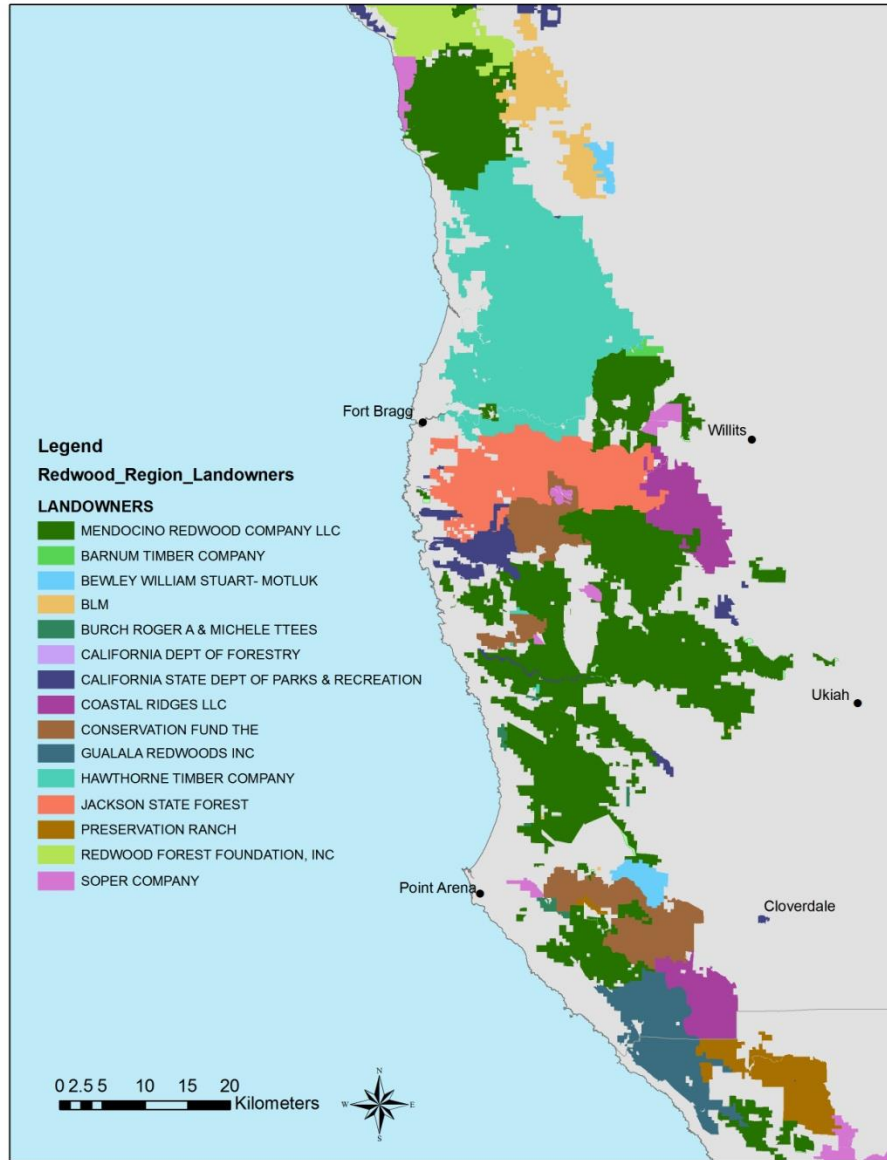 Fort Bragg
Willits
Legend
Redwood_Region_Landowners
LANDOWNERS
MENDOCINO REDWOOD COMPANY LLC
BARNUM TIMBER COMPANY
BEWLEY WILLIAM STUART- MOTLUK
BLM
BURCH ROGER A & MICHELE TTEES
CALIFORNIA DEPT OF FORESTRY
CALIFORNIA STATE DEPT OF PARKS & RECREATION
COASTAL RIDGES LLC
CONSERVATION FUND THE
GUALALA REDWOODS INC
HAWTHORNE TIMBER COMPANY
JACKSON STATE FOREST
PRESERVATION RANCH
REDWOOD FOREST FOUNDATION, INC
SOPER COMPANY
Ukiah
Point Arena
Cloverdale
0 2.5 5 10 15 20
Kilometers
N
W E
S